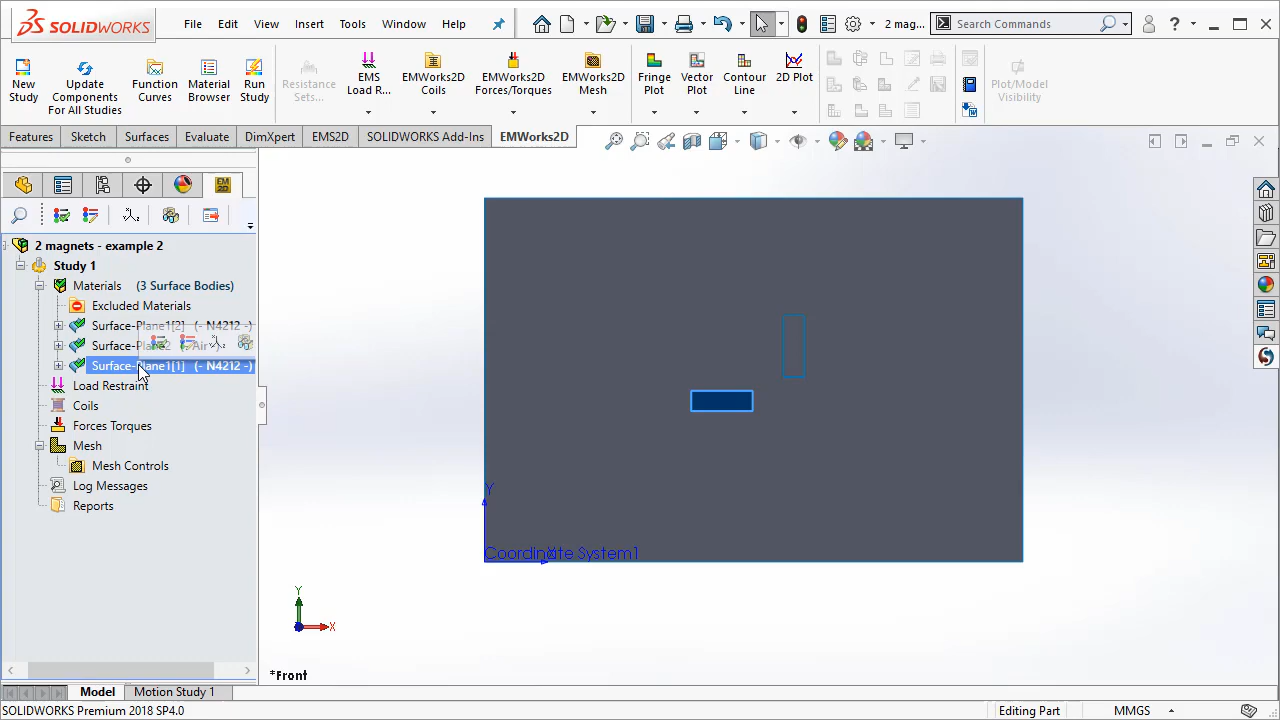 SOLIDWORKS
File Edit View Insert Tools Window Help
2 mag...
Search Commands
New Study
Update Components For All Studies
Function Curves
Material Browser
Run Study
Resistance Sets...
EMS Load R...
EMWorks2D Coils
EMWorks2D Forces/Torques
EMWorks2D Mesh
Fringe Plot
Vector Plot
Contour Line
2D Plot
Plot/Model Visibility
Features Sketch Surfaces Evaluate DimXpert EMS2D SOLIDWORKS Add-Ins EMWorks2D
2 magnets - example 2
Study 1
Materials (3 Surface Bodies)
Excluded Materials
Surface-Plane1[2] (- N4212 -)
Surface-Plane2 (- Air -)
Surface-Plane1[1] (- N4212 -)
Load Restraint
Coils
Forces Torques
Mesh
Mesh Controls
Log Messages
Reports
Y
Coordinate System1
X
Y
X
*Front
Model Motion Study 1
SOLIDWORKS Premium 2018 SP4.0
Editing Part
MMGS